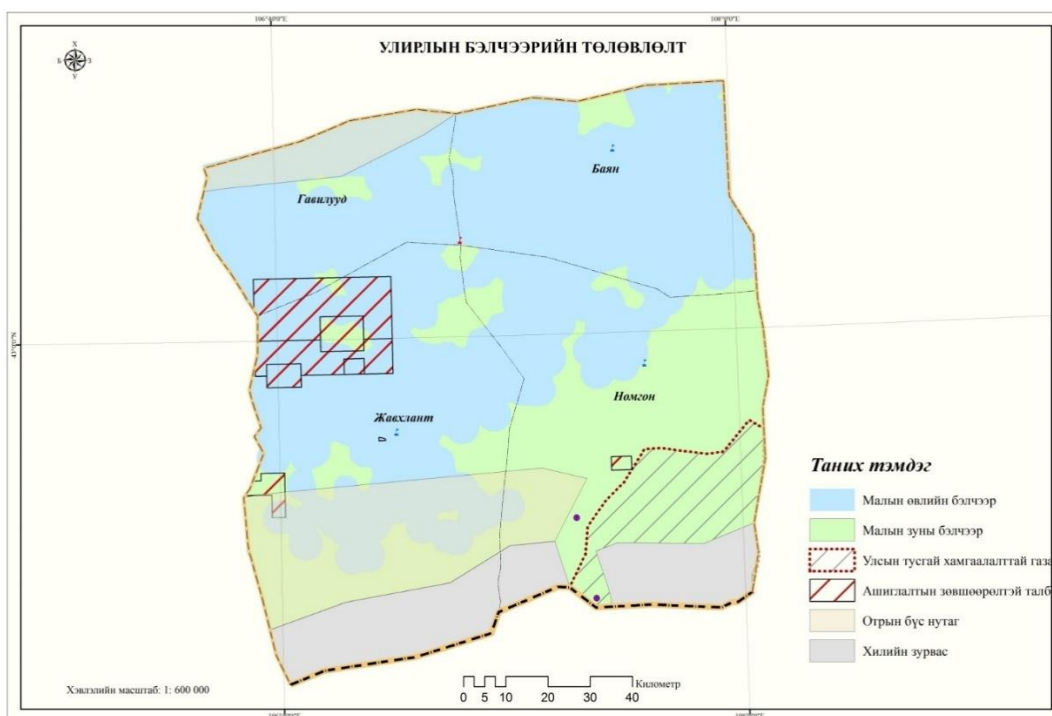 УЛИРЛЫН БЭЛЧЭЭРИЙН ТӨЛӨВЛӨЛТ
Х
Б
З
У
Баян
Гавилууд
Номгон
Жавхлант
Таних тэмдэг
Малын өвлийн бэлчээр
Малын зуны бэлчээр
Улсын тусгай хамгаалалттай газа
Ашиглалтын зөвшөөрөлтэй талб
Отрын бүс нутаг
Хилийн зурвас
Хэвлэлийн масштаб: 1: 600 000
Километр
0 5 10 20 30 40